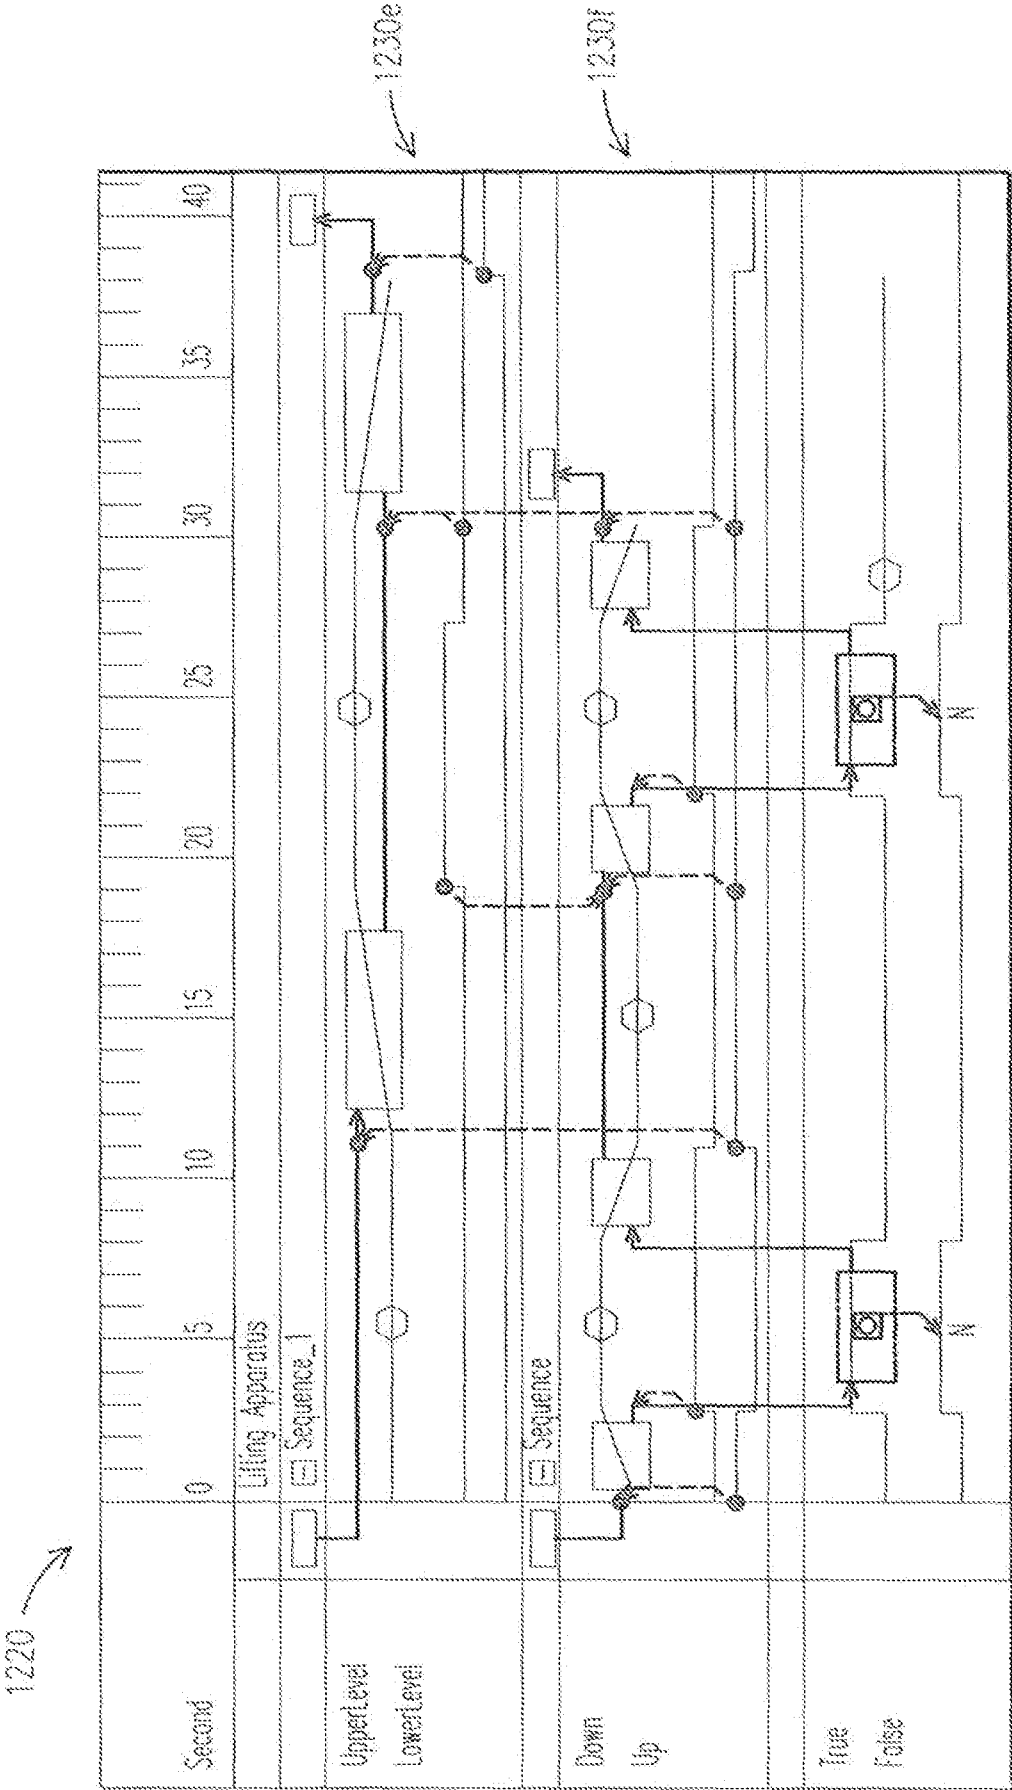 1220
1230e
1230f
Second
0 5 10 15 20 25 30 35 40
Lifting Apparatus
Sequence_1
UpperLevel
LowerLevel
Sequence
Down
Up
True
False
N N